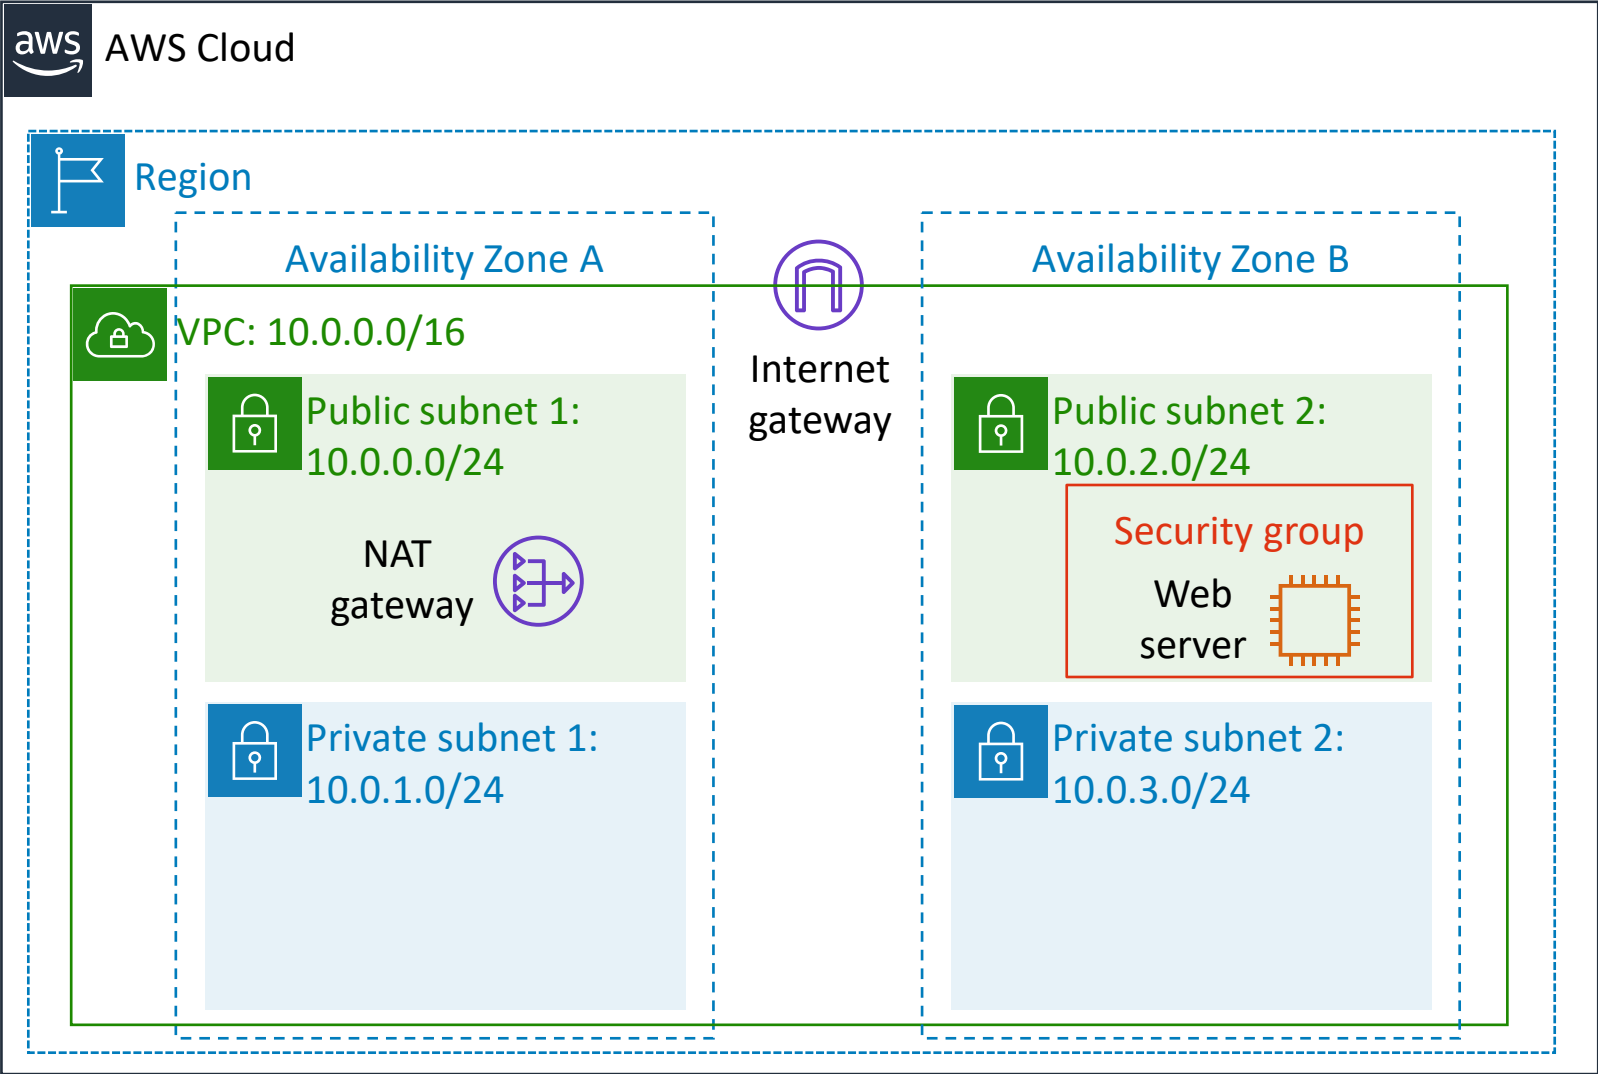 aws
AWS Cloud
Region
Availability Zone A
Availability Zone B
VPC: 10.0.0.0/16
Internet
gateway
Public subnet 1:
10.0.0.0/24
NAT
gateway
Public subnet 2:
10.0.2.0/24
Security group
Web
server
Private subnet 1:
10.0.1.0/24
Private subnet 2:
10.0.3.0/24